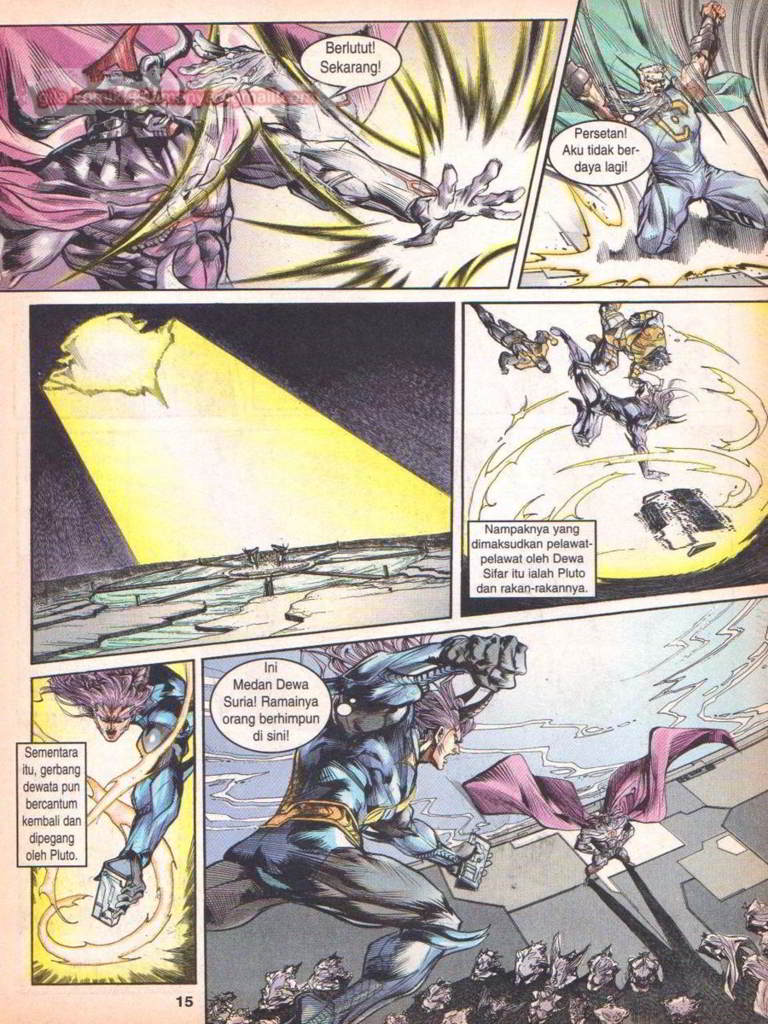 Berlutut!
Sekarang!
Persetan!
Aku tidak ber-
daya lagi!
Nampaknya yang
dimaksudkan pelawat-
pelawat oleh Dewa
Sifar itu ialah Pluto
dan rakan-rakannya.
Sementara
itu, gerbang
dewata pun
bercantum
kembali dan
dipegang
oleh Pluto.
Ini
Medan Dewa
Suria! Ramainya
orang berhimpun
di sini!
15